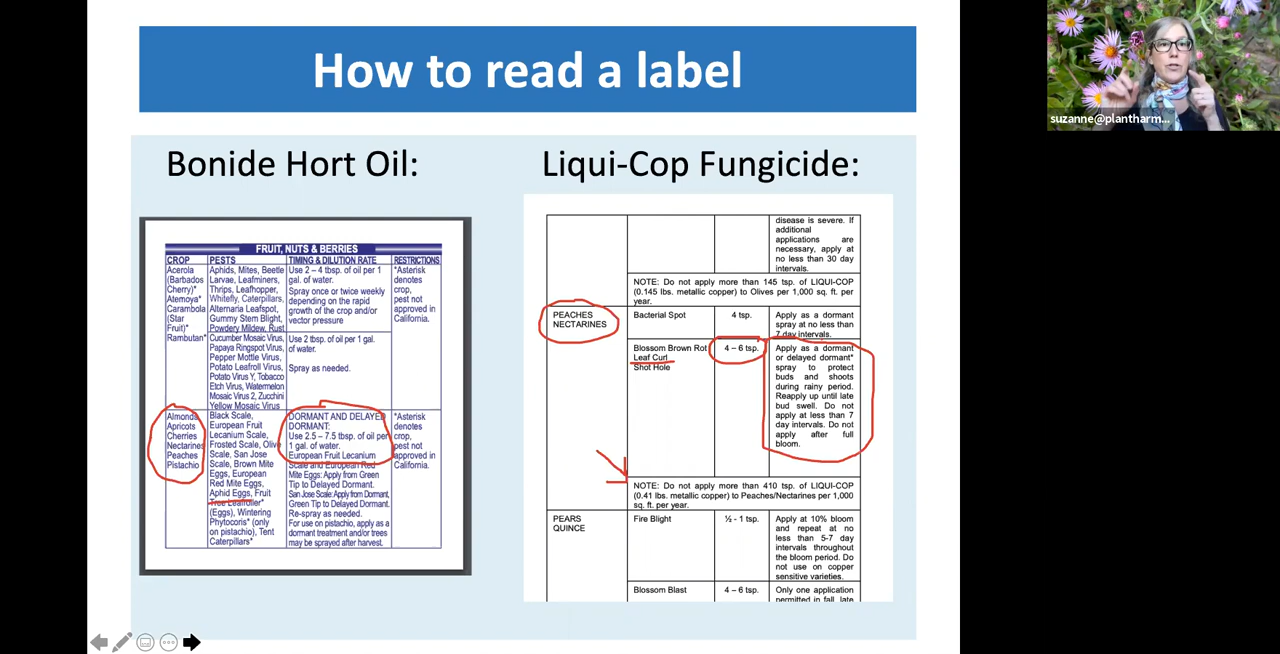 How to read a label
suzanne@plantharm...
Bonide Hort Oil:
FRUIT, NUTS & BERRIES
CROP PESTS TIMING & DILUTION RATE RESTRICTIONS
Acerola
(Barbados
Cherry)*
Atemoya*
Carambola
(Star
Fruit)*
Rambutan*
Aphids, Mites, Beetle
Larvae, Leafminers,
Thrips, Leafhopper,
Whitefly, Caterpillars,
Alternaria Leafspot,
Gummy Stem Blight,
Powdery Mildew, Rust
Use 2 – 4 tbsp. of oil per 1
gal. of water.
Spray once or twice weekly
depending on the rapid
growth of the crop and/or
vector pressure
*Asterisk
denotes
crop,
pest not
approved in
California.
Cucumber Mosaic Virus,
Papaya Ringspot Virus,
Pepper Mottle Virus,
Potato Leafroll Virus,
Potato Virus Y, Tobacco
Etch Virus, Watermelon
Mosaic Virus 2, Zucchini
Yellow Mosaic Virus
Use 2 tbsp. of oil per 1 gal.
of water.
Spray as needed.
Almonds
Apricots
Cherries
Nectarines
Peaches
Pistachio
Black Scale,
European Fruit
Lecanium Scale,
Frosted Scale, Olive
Scale, San Jose
Scale, Brown Mite
Eggs, European
Red Mite Eggs,
Aphid Eggs, Fruit
Tree Leafroller*
(Eggs), Wintering
Phytocoris* (only
on pistachio), Tent
Caterpillars*
DORMANT AND DELAYED
DORMANT:
Use 2.5 – 7.5 tbsp. of oil per
1 gal. of water.
European Fruit Lecanium
Scale and European Red
Mite Eggs: Apply from Green
Tip to Delayed Dormant.
San Jose Scale: Apply from Dormant,
Green Tip to Delayed Dormant.
Re-spray as needed.
For use on pistachio, apply as a
dormant treatment and/or trees
may be sprayed after harvest.
*Asterisk
denotes
crop,
pest not
approved in
California.
Liqui-Cop Fungicide:
disease is severe. If
additional
applications are
necessary, apply at
no less than 30 day
intervals.
NOTE: Do not apply more than 145 tsp. of LIQUI-COP
(0.145 lbs. metallic copper) to Olives per 1,000 sq. ft. per
year.
PEACHES
NECTARINES
Bacterial Spot
4 tsp.
Apply as a dormant
spray at no less than
7 day intervals.
Blossom Brown Rot
Leaf Curl
Shot Hole
4 – 6 tsp.
Apply as a dormant
or delayed dormant*
spray to protect
buds and shoots
during rainy period.
Reapply up until late
bud swell. Do not
apply at less than 7
day intervals. Do not
apply after full
bloom.
NOTE: Do not apply more than 410 tsp. of LIQUI-COP
(0.41 lbs. metallic copper) to Peaches/Nectarines per 1,000
sq. ft. per year.
PEARS
QUINCE
Fire Blight
½ - 1 tsp.
Apply at 10% bloom
and repeat at no
less than 5-7 day
intervals throughout
the bloom period. Do
not use on copper
sensitive varieties.
Blossom Blast
4 – 6 tsp.
Only one application
permitted in fall, late